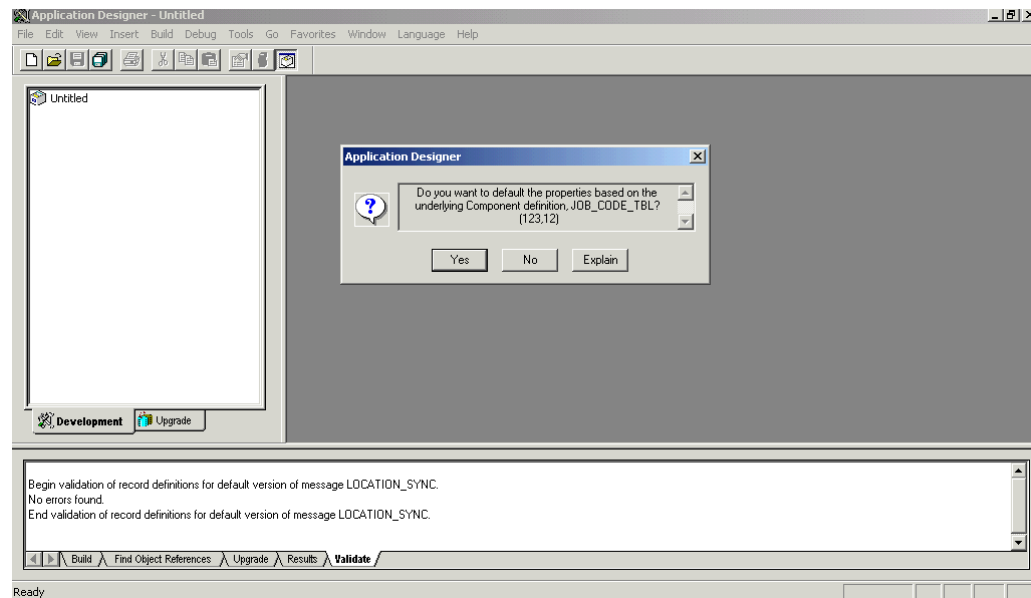 Application Designer - Untitled
File Edit View Insert Build Debug Tools Go Favorites Window Language Help
Untitled
Application Designer
Do you want to default the properties based on the
underlying Component definition, JOB_CODE_TBL?
(123,12)
Yes No Explain
Development Upgrade
Begin validation of record definitions for default version of message LOCATION_SYNC.
No errors found.
End validation of record definitions for default version of message LOCATION_SYNC.
Build Find Object References Upgrade Results Validate
Ready